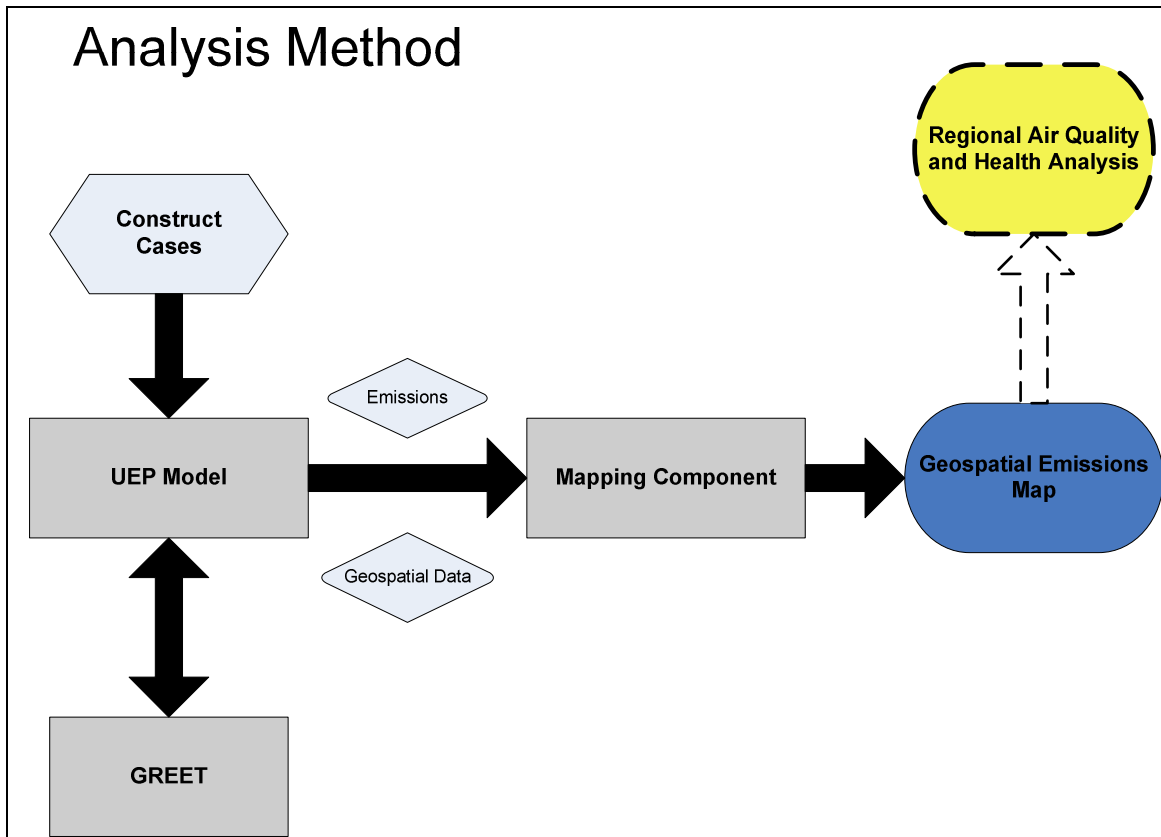 Analysis Method
Regional Air Quality
and Health Analysis
Construct
Cases
Emissions
UEP Model
Mapping Component
Geospatial Emissions
Map
Geospatial Data
GREET